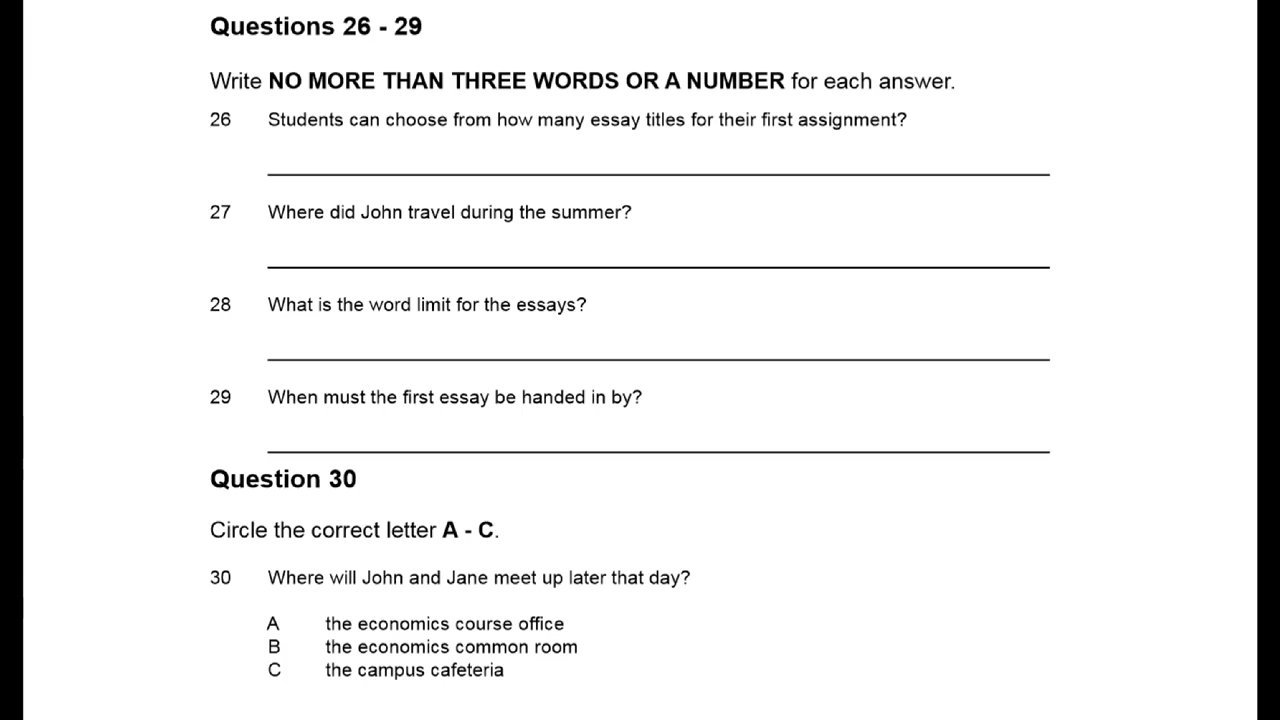 Questions 26 - 29
Write NO MORE THAN THREE WORDS OR A NUMBER for each answer.
26 Students can choose from how many essay titles for their first assignment?
27 Where did John travel during the summer?
28 What is the word limit for the essays?
29 When must the first essay be handed in by?
Question 30
Circle the correct letter A - C.
30 Where will John and Jane meet up later that day?
A the economics course office
B the economics common room
C the campus cafeteria